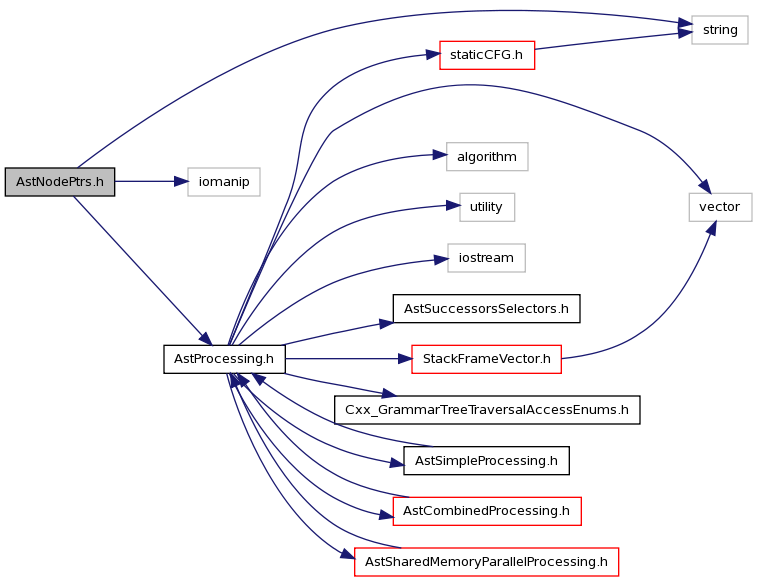 string
staticCFG.h
algorithm
AstNodePtrs.h
iomanip
utility
vector
iostream
AstSuccessorsSelectors.h
AstProcessing.h
StackFrameVector.h
Cxx_GrammarTreeTraversalAccessEnums.h
AstSimpleProcessing.h
AstCombinedProcessing.h
AstSharedMemoryParallelProcessing.h